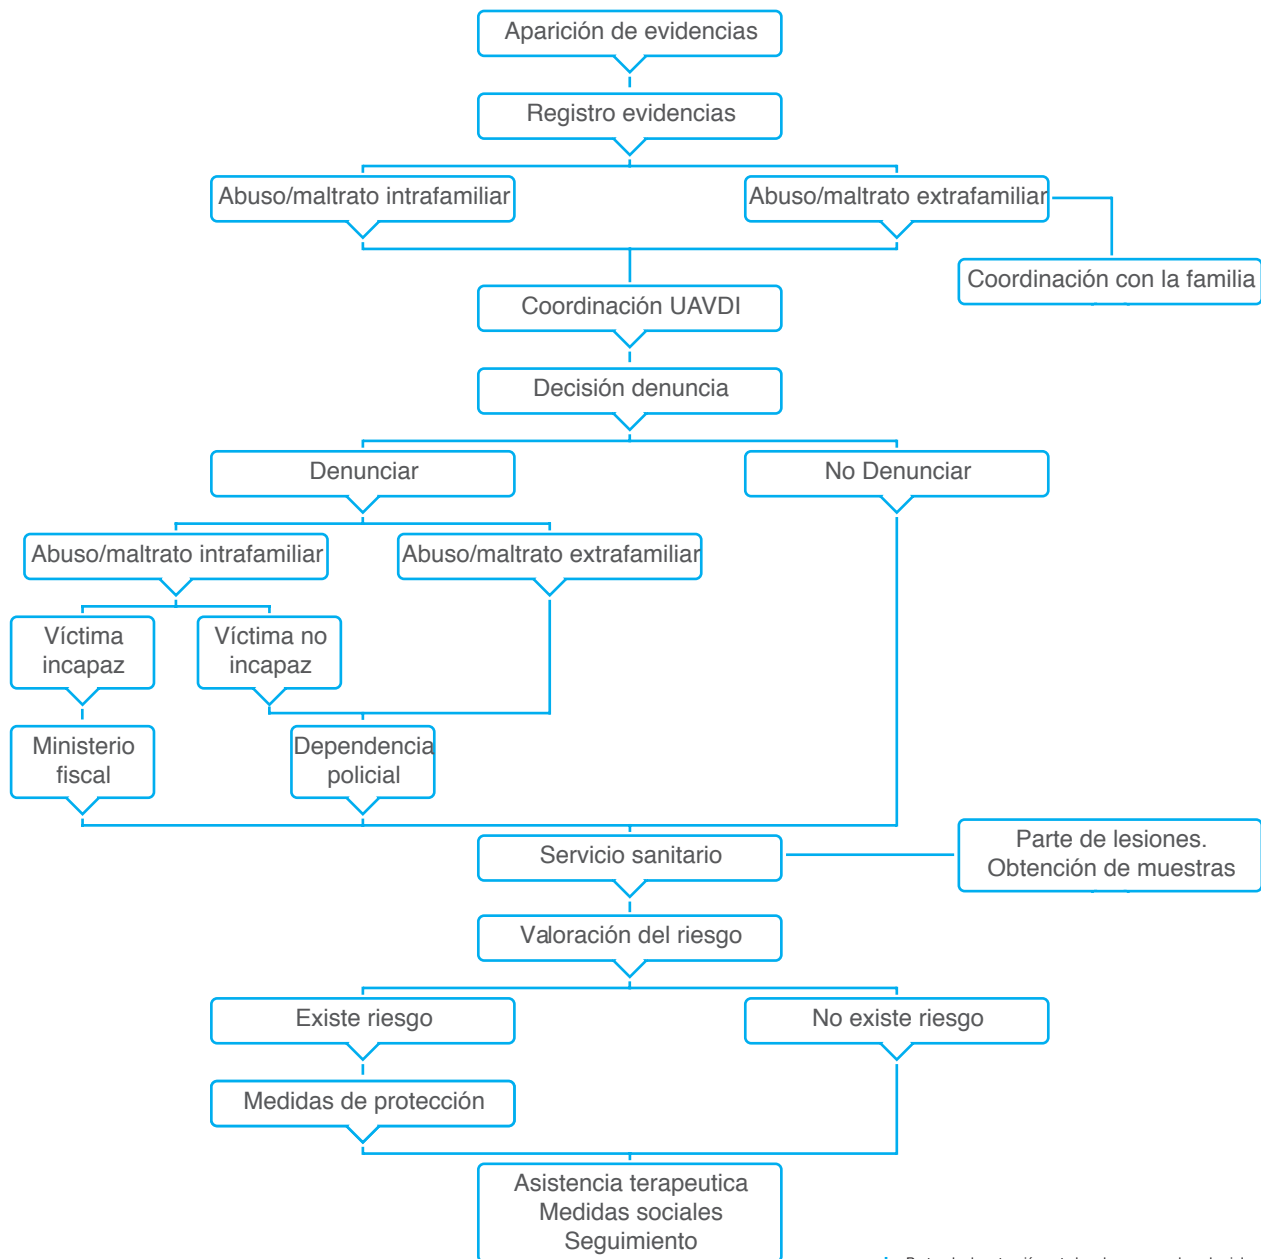 Aparición de evidencias
Registro evidencias
Abuso/maltrato intrafamiliar
Abuso/maltrato extrafamiliar
Coordinación con la familia
Coordinación UAVDI
Decisión denuncia
Denunciar
No Denunciar
Abuso/maltrato intrafamiliar
Abuso/maltrato extrafamiliar
Víctima
incapaz
Víctima no
incapaz
Ministerio
fiscal
Dependencia
policial
Servicio sanitario
Parte de lesiones.
Obtención de muestras
Valoración del riesgo
Existe riesgo
No existe riesgo
Medidas de protección
Asistencia terapeutica
Medidas sociales
Seguimiento